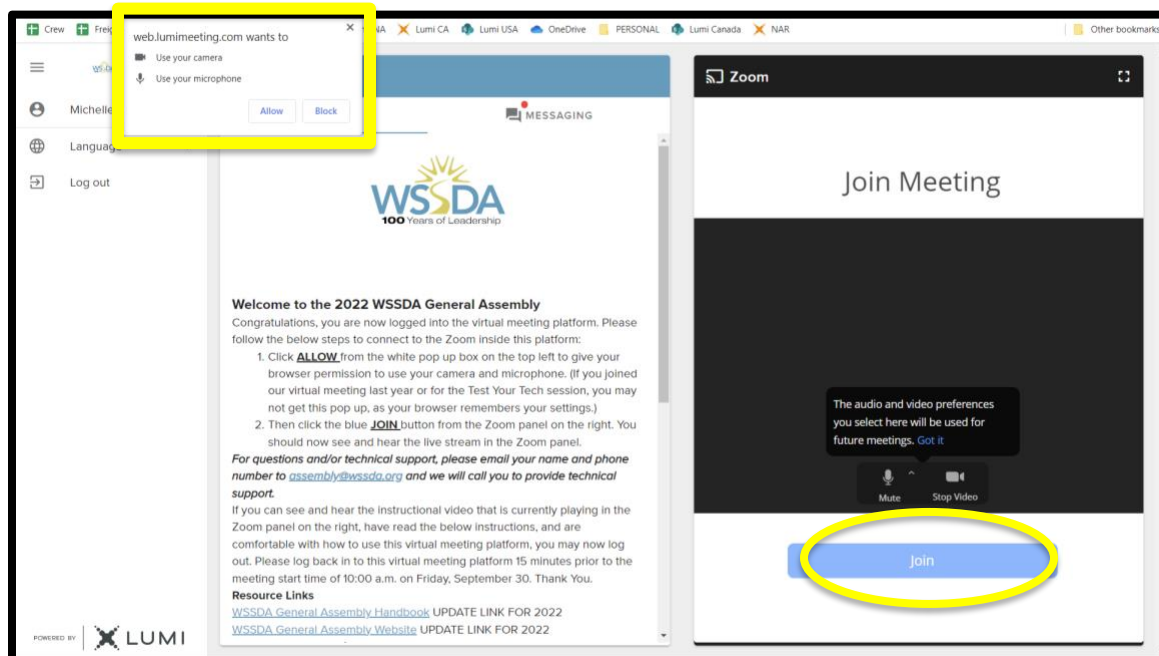 Crew
Lumi CA
Lumi USA
OneDrive
PERSONAL
Lumi Canada
NAR
Other bookmarks
web.lumimeeting.com wants to
Use your camera
Use your microphone
Allow
Block
Michelle
Language
Log out
MESSAGING
WSSDA
100 Years of Leadership
Welcome to the 2022 WSSDA General Assembly
Congratulations, you are now logged into the virtual meeting platform. Please
follow the below steps to connect to the Zoom inside this platform:
1. Click ALLOW from the white pop up box on the top left to give your
browser permission to use your camera and microphone. (If you joined
our virtual meeting last year or for the Test Your Tech session, you may
not get this pop up, as your browser remembers your settings.)
2. Then click the blue JOIN button from the Zoom panel on the right. You
should now see and hear the live stream in the Zoom panel.
For questions and/or technical support, please email your name and phone
number to assembly@wssda.org and we will call you to provide technical
support.
If you can see and hear the instructional video that is currently playing in the
Zoom panel on the right, have read the below instructions, and are
comfortable with how to use this virtual meeting platform, you may now log
out. Please log back in to this virtual meeting platform 15 minutes prior to the
meeting start time of 10:00 a.m. on Friday, September 30. Thank You.
Resource Links
WSSDA General Assembly Handbook UPDATE LINK FOR 2022
WSSDA General Assembly Website UPDATE LINK FOR 2022
POWERED BY LUMI
Zoom
Join Meeting
The audio and video preferences
you select here will be used for
future meetings. Got it
Mute
Stop Video
Join